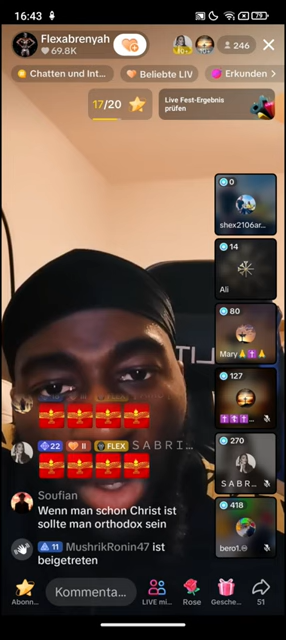 16:43
79
Flexabrenyah
69.8K
246
Chatten und Int...
Beliebte LIV
Erkunden
17/20
Live Fest-Ergebnis
prüfen
0
shex2106ar...
14
Ali
80
Mary🙏✝️🙏
127
270
S A B R...
418
bero1.
22 II FLEX S A B R I...
Soufian
Wenn man schon Christ ist
sollte man orthodox sein
11 MushrikRonin47 ist
beigetreten
Abonn...
Kommenta...
LIVE mi...
Rose
Gesche...
51